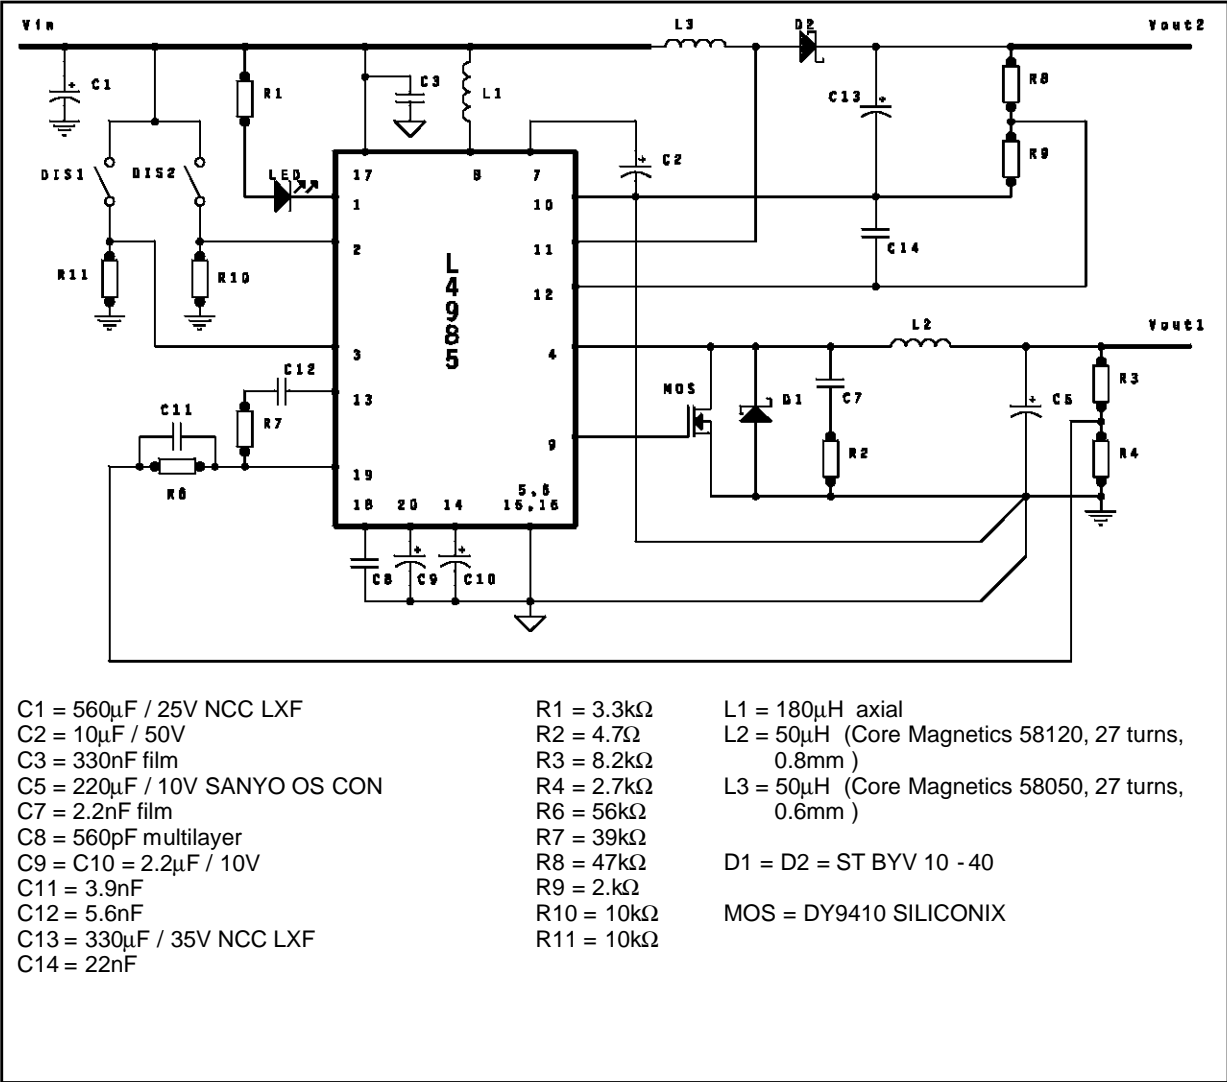 Vin
L3
D2
Vout2
C1
R1
C3
L1
C13
R8
R9
C2
DIS1
DIS2
LED
17
8
7
1
10
2
11
C14
R11
R10
12
L4985
L2
Vout1
3
4
C12
MOS
R3
13
C11
R7
D1
C7
C5
9
R2
R4
19
R6
5,6
18
20
14
15,16
C8
C9
C10
C1 = 560μF / 25V NCC LXF
C2 = 10μF / 50V
C3 = 330nF film
C5 = 220μF / 10V SANYO OS CON
C7 = 2.2nF film
C8 = 560pF multilayer
C9 = C10 = 2.2μF / 10V
C11 = 3.9nF
C12 = 5.6nF
C13 = 330μF / 35V NCC LXF
C14 = 22nF
R1 = 3.3kΩ
R2 = 4.7Ω
R3 = 8.2kΩ
R4 = 2.7kΩ
R6 = 56kΩ
R7 = 39kΩ
R8 = 47kΩ
R9 = 2.kΩ
R10 = 10kΩ
R11 = 10kΩ
L1 = 180μH axial
L2 = 50μH (Core Magnetics 58120, 27 turns,
0.8mm )
L3 = 50μH (Core Magnetics 58050, 27 turns,
0.6mm )
D1 = D2 = ST BYV 10 - 40
MOS = DY9410 SILICONIX